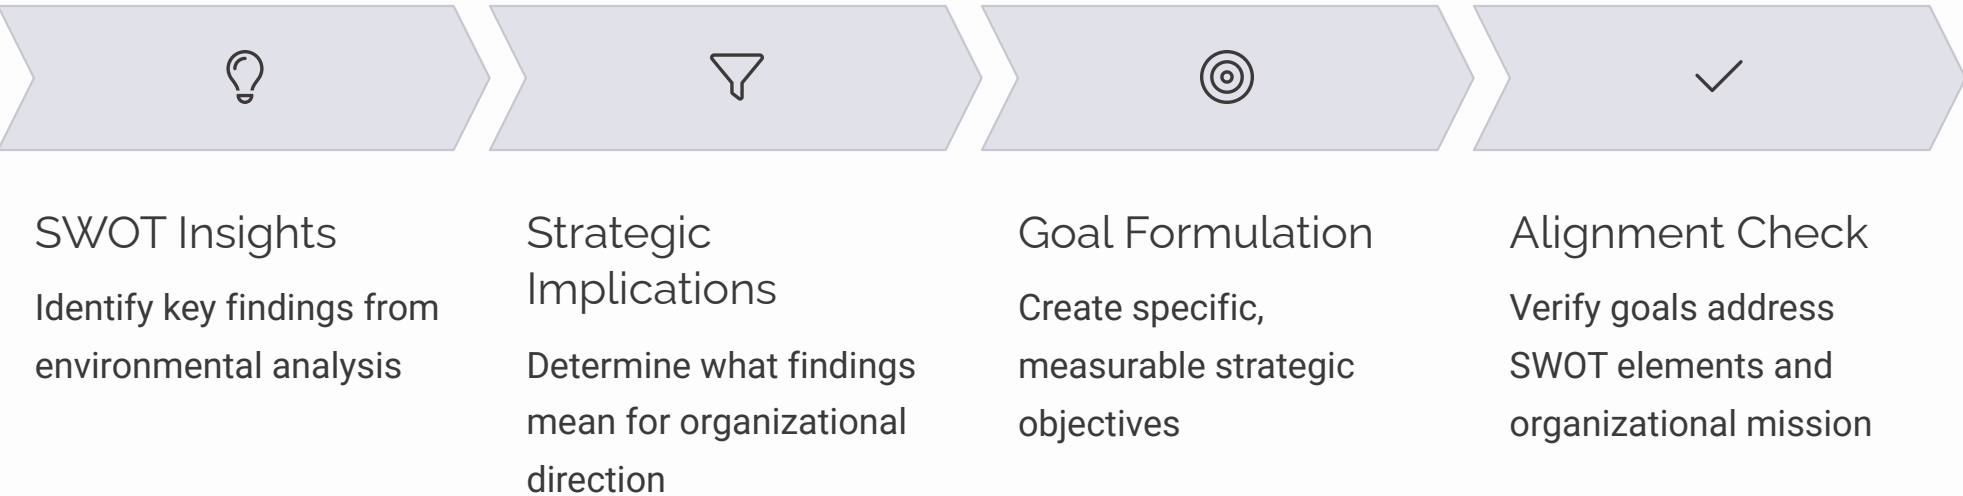 SWOT Insights
Identify key findings from
environmental analysis
Strategic
Implications
Determine what findings
mean for organizational
direction
Goal Formulation
Create specific,
measurable strategic
objectives
Alignment Check
Verify goals address
SWOT elements and
organizational mission